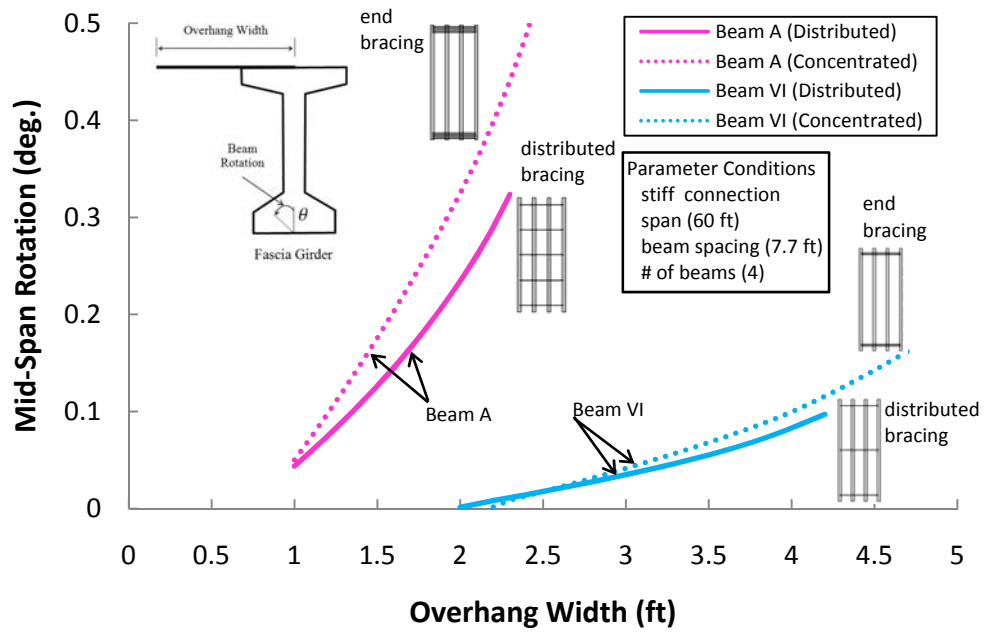 Mid-Span Rotation (deg.)
0.5
0.4
0.3
0.2
0.1
0
0
0.5
1
1.5
2
2.5
3
3.5
4
4.5
5
Overhang Width (ft)
Overhang Width
Beam
Rotation
θ
Fascia Girder
end
bracing
distributed
bracing
Beam A (Distributed)
Beam A (Concentrated)
Beam VI (Distributed)
Beam VI (Concentrated)
Parameter Conditions
stiff connection
span (60 ft)
beam spacing (7.7 ft)
# of beams (4)
end
bracing
distributed
bracing
Beam A
Beam VI